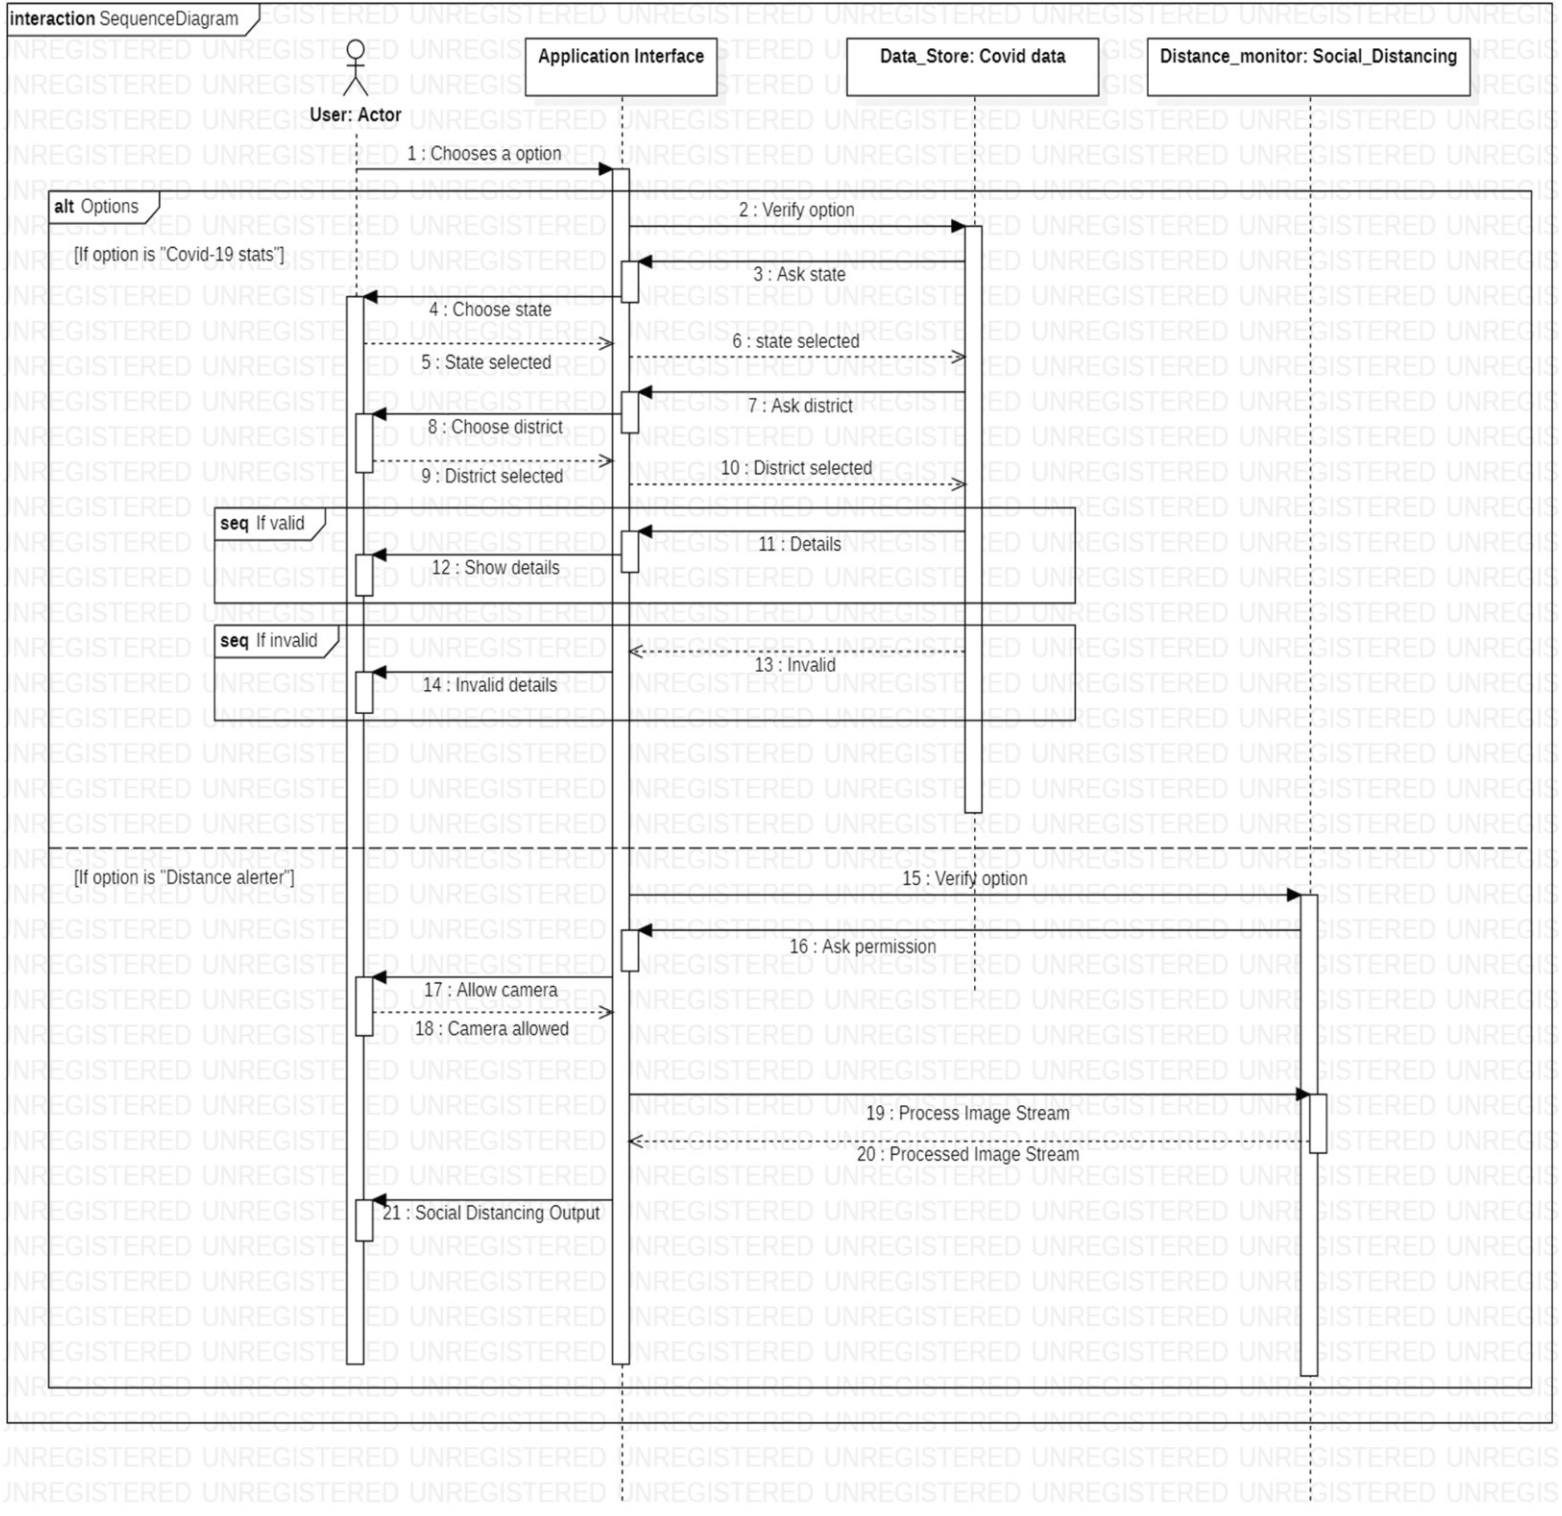 interaction SequenceDiagram
User: Actor
Application Interface
Data_Store: Covid data
Distance_monitor: Social_Distancing
1 : Chooses a option
alt Options
2 : Verify option
[If option is "Covid-19 stats"]
3 : Ask state
4 : Choose state
6 : state selected
5 : State selected
7 : Ask district
8 : Choose district
10 : District selected
9 : District selected
seq If valid
11 : Details
12 : Show details
seq If invalid
13 : Invalid
14 : Invalid details
[If option is "Distance alerter"]
15 : Verify option
16 : Ask permission
17 : Allow camera
18 : Camera allowed
19 : Process Image Stream
20 : Processed Image Stream
21 : Social Distancing Output
UNREGISTERED